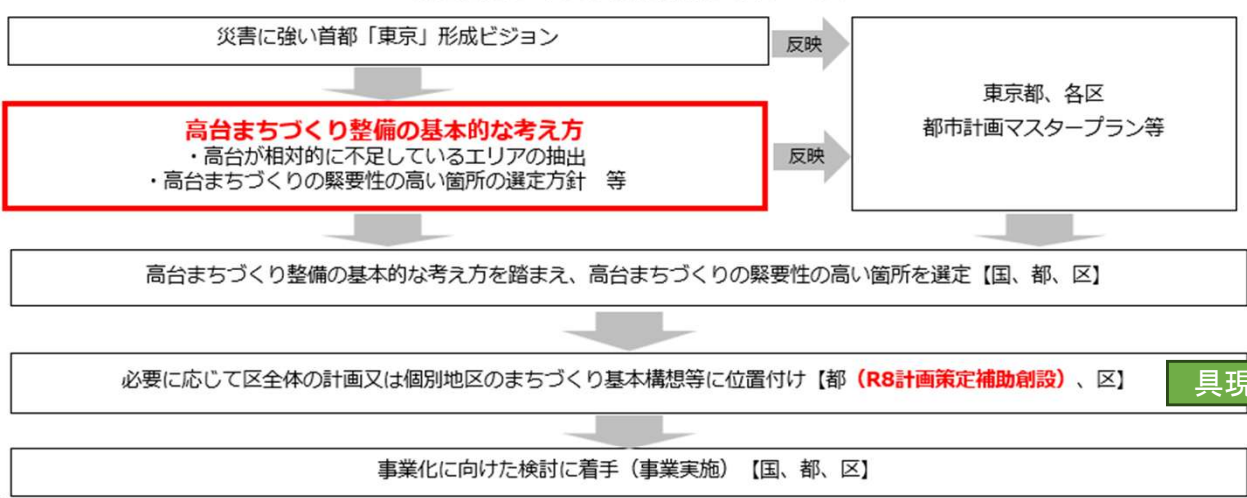 災害に強い首都「東京」形成ビジョン
反映
高台まちづくり整備の基本的な考え方
・高台が相対的に不足しているエリアの抽出
・高台まちづくりの緊要性の高い箇所の選定方針　等
反映
東京都、各区
都市計画マスタープラン等
高台まちづくり整備の基本的な考え方を踏まえ、高台まちづくりの緊要性の高い箇所を選定【国、都、区】
必要に応じて区全体の計画又は個別地区のまちづくり基本構想等に位置付け【都（R8計画策定補助創設）、区】
具現
事業化に向けた検討に着手（事業実施）【国、都、区】